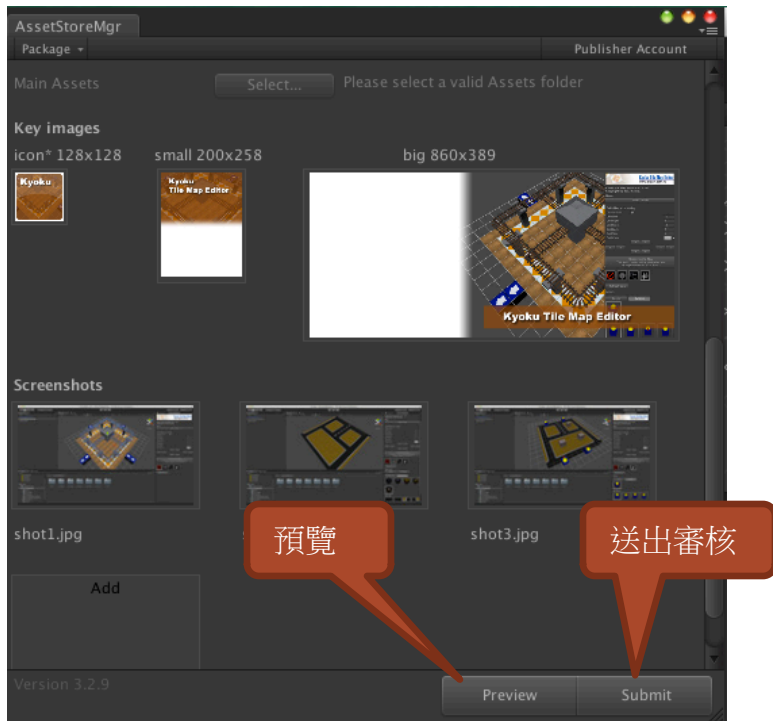 AssetStoreMgr
Package
Publisher Account
Main Assets
Select...
Please select a valid Assets folder
Key images
icon* 128x128
small 200x258
big 860x389
Kyoku
Kyoku
Tile Map Editor
Kyoku Tile Map Editor
Screenshots
shot1.jpg
shot3.jpg
預覽
送出審核
Add
Version 3.2.9
Preview
Submit